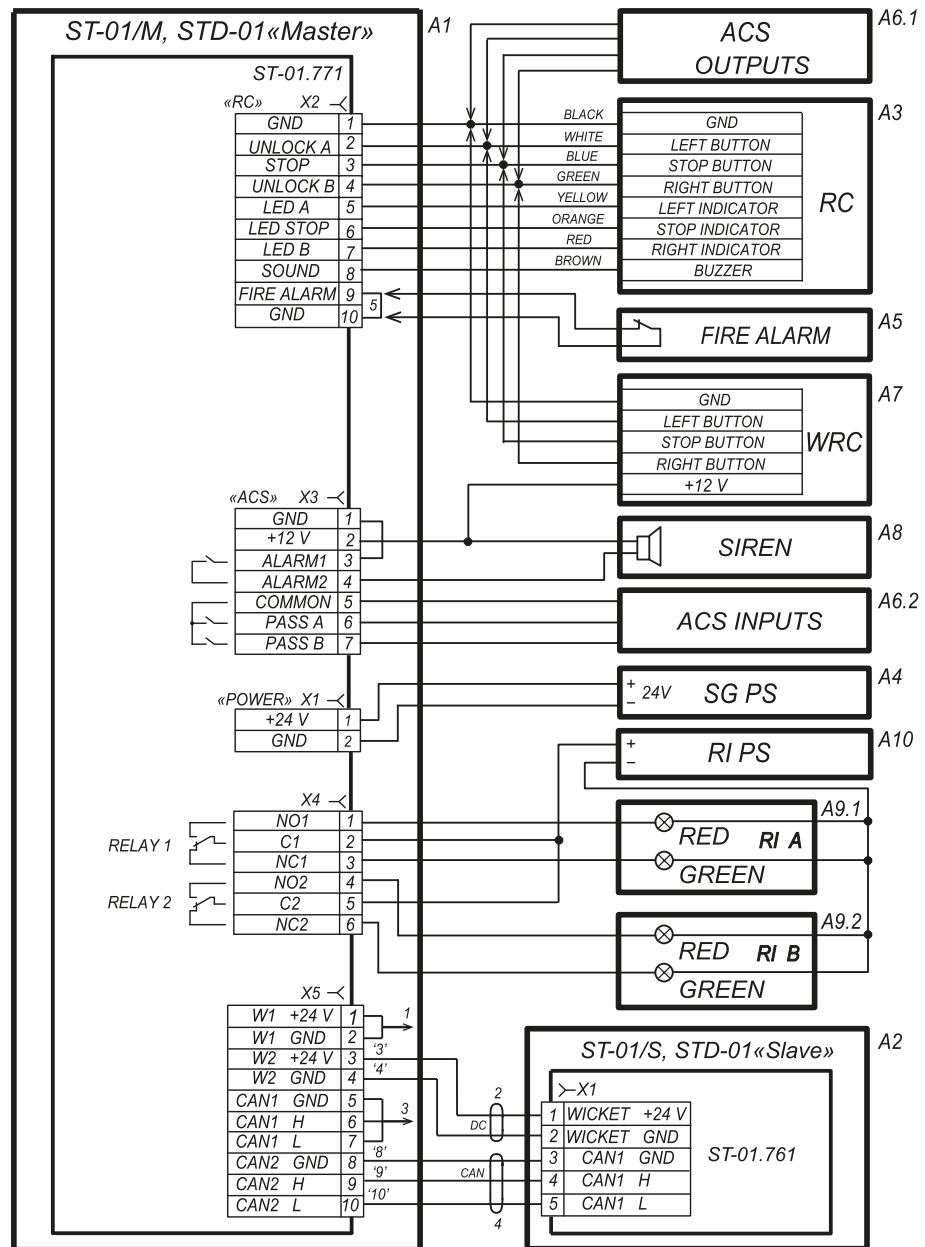 ST-01/M, STD-01«Master»
A1
ST-01.771
«RC» X2
GND 1
UNLOCK A 2
STOP 3
UNLOCK B 4
LED A 5
LED STOP 6
LED B 7
SOUND 8
FIRE ALARM 9
GND 10
5
BLACK
WHITE
BLUE
GREEN
YELLOW
ORANGE
RED
BROWN
ACS
OUTPUTS
A6.1
A3
GND
LEFT BUTTON
STOP BUTTON
RIGHT BUTTON
LEFT INDICATOR
STOP INDICATOR
RIGHT INDICATOR
BUZZER
RC
FIRE ALARM
A5
A7
GND
LEFT BUTTON
STOP BUTTON
RIGHT BUTTON
+12 V
WRC
«ACS» X3
GND 1
+12 V 2
ALARM1 3
ALARM2 4
COMMON 5
PASS A 6
PASS B 7
SIREN
A8
ACS INPUTS
A6.2
«POWER» X1
+24 V 1
GND 2
+
–
24V
SG PS
A4
+
–
RI PS
A10
X4
NO1 1
C1 2
NC1 3
NO2 4
C2 5
NC2 6
RELAY 1
RELAY 2
A9.1
RED
RI A
GREEN
A9.2
RED
RI B
GREEN
X5
W1 +24 V 1
W1 GND 2
W2 +24 V 3
W2 GND 4
CAN1 GND 5
CAN1 H 6
CAN1 L 7
CAN2 GND 8
CAN2 H 9
CAN2 L 10
1
‘3’
‘4’
3
‘8’
‘9’
‘10’
2
DC
CAN
4
A2
ST-01/S, STD-01«Slave»
X1
1 WICKET +24 V
2 WICKET GND
3 CAN1 GND
4 CAN1 H
5 CAN1 L
ST-01.761